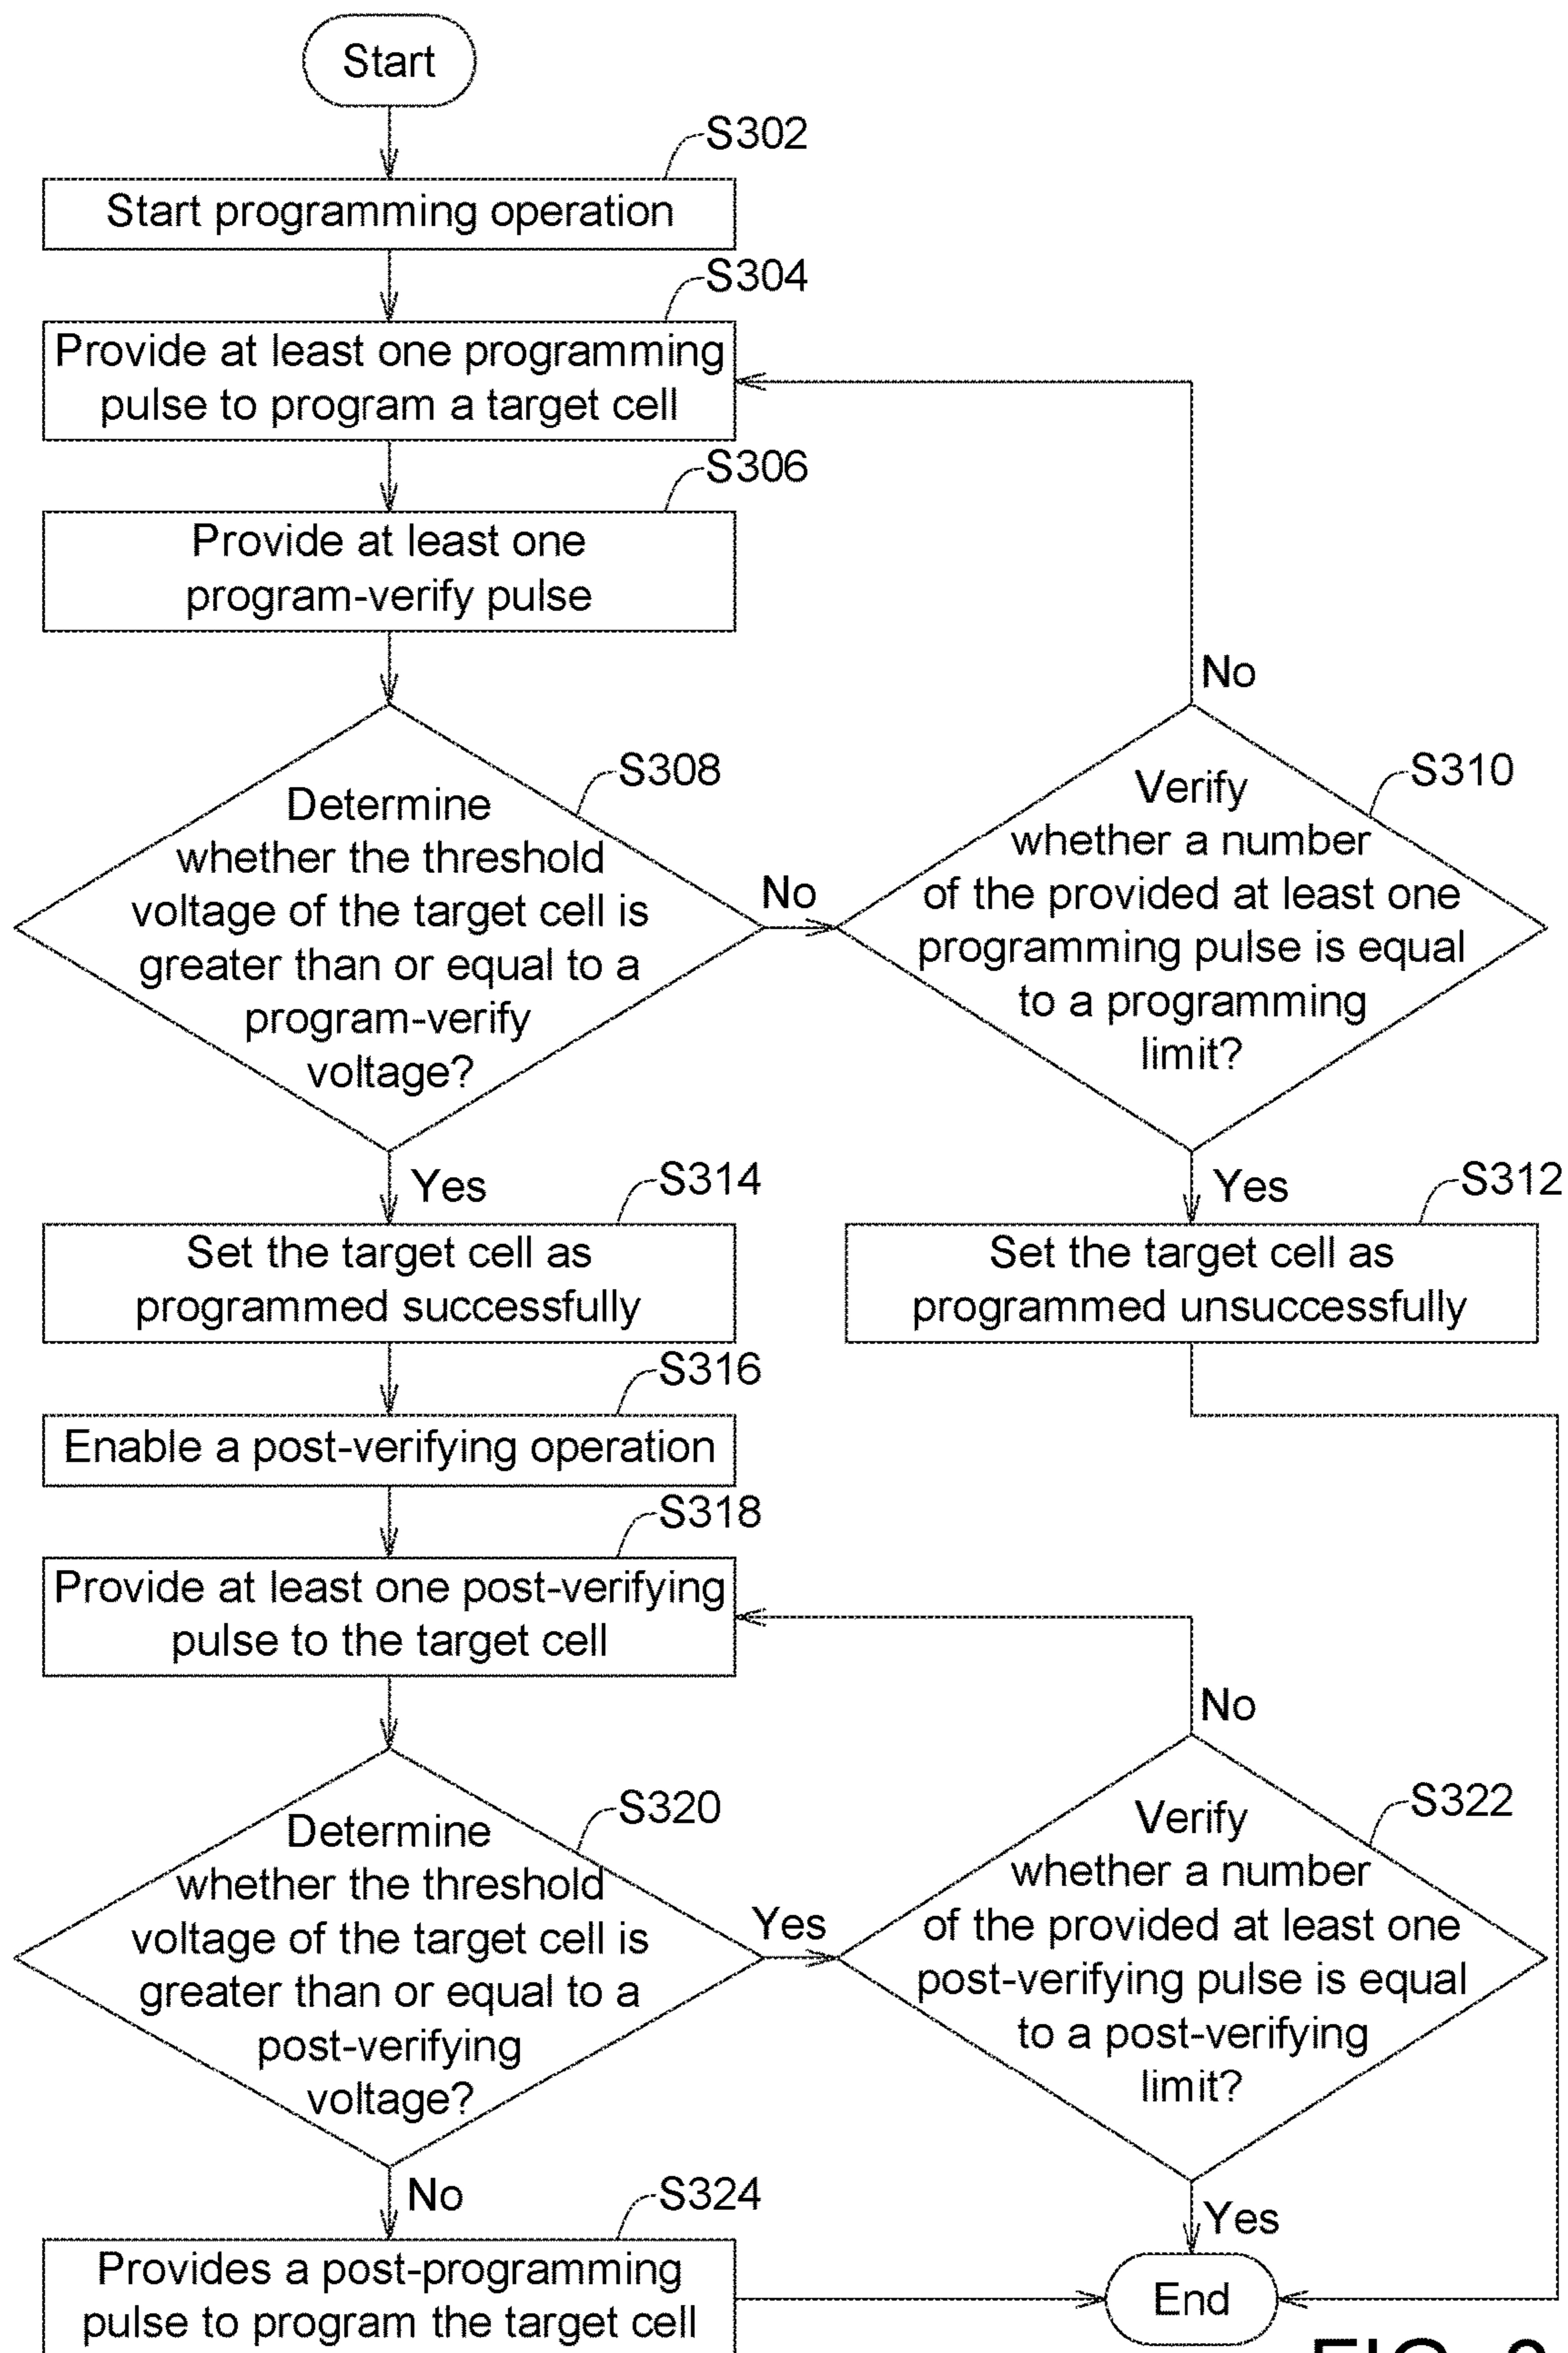 Start
S302
Start programming operation
S304
Provide at least one programming
pulse to program a target cell
S306
Provide at least one
program-verify pulse
No
S308
Determine
whether the threshold
voltage of the target cell is
greater than or equal to a
program-verify
voltage?
No
S310
Verify
whether a number
of the provided at least one
programming pulse is equal
to a programming
limit?
Yes
S314
Set the target cell as
programmed successfully
Yes
S312
Set the target cell as
programmed unsuccessfully
S316
Enable a post-verifying operation
S318
Provide at least one post-verifying
pulse to the target cell
No
S320
Determine
whether the threshold
voltage of the target cell is
greater than or equal to a
post-verifying
voltage?
Yes
S322
Verify
whether a number
of the provided at least one
post-verifying pulse is equal
to a post-verifying
limit?
No
S324
Provides a post-programming
pulse to program the target cell
Yes
End
FIG.